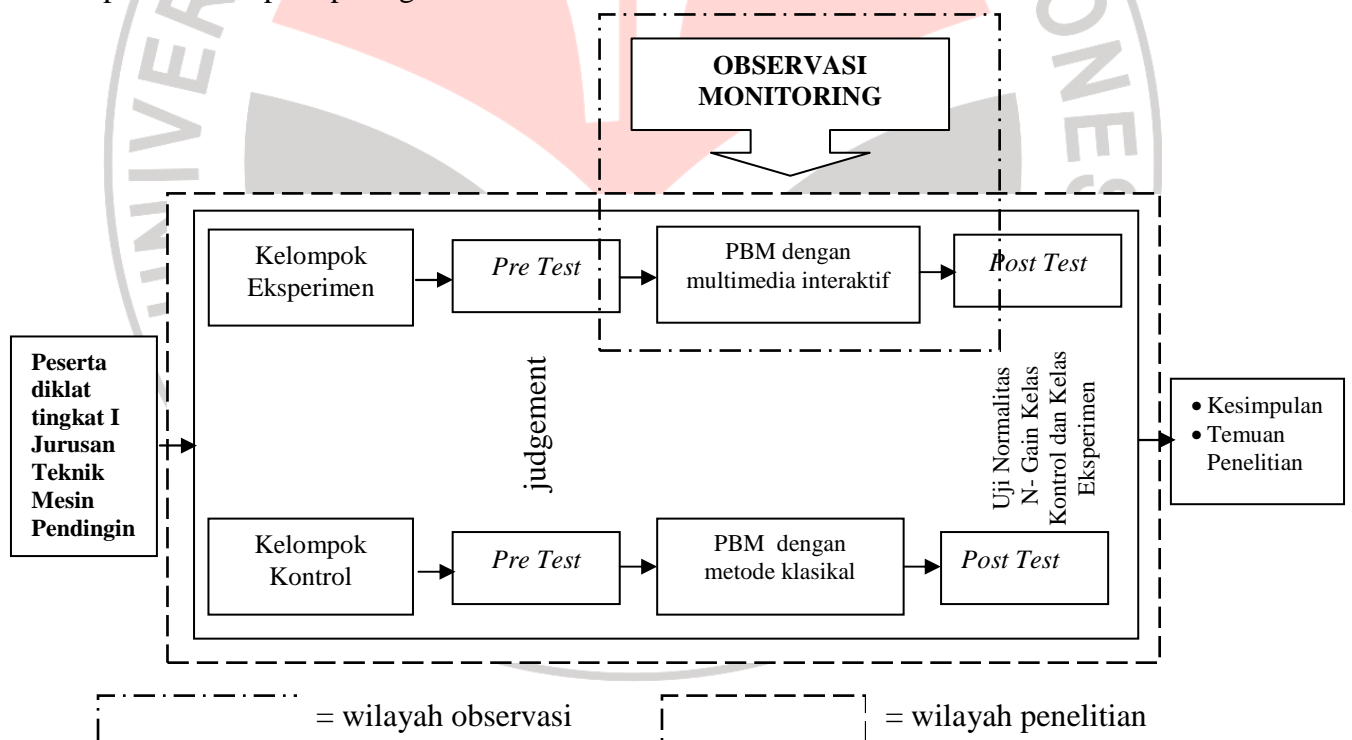 OBSERVASI
MONITORING
Kelompok
Eksperimen
Pre Test
PBM dengan
multimedia interaktif
Post Test
Peserta
diklat
tingkat I
Jurusan
Teknik
Mesin
Pendingin
judgement
Uji Normalitas
N- Gain Kelas
Kontrol dan Kelas
Eksperimen
• Kesimpulan
• Temuan
Penelitian
Kelompok
Kontrol
Pre Test
PBM dengan
metode klasikal
Post Test
= wilayah observasi
= wilayah penelitian